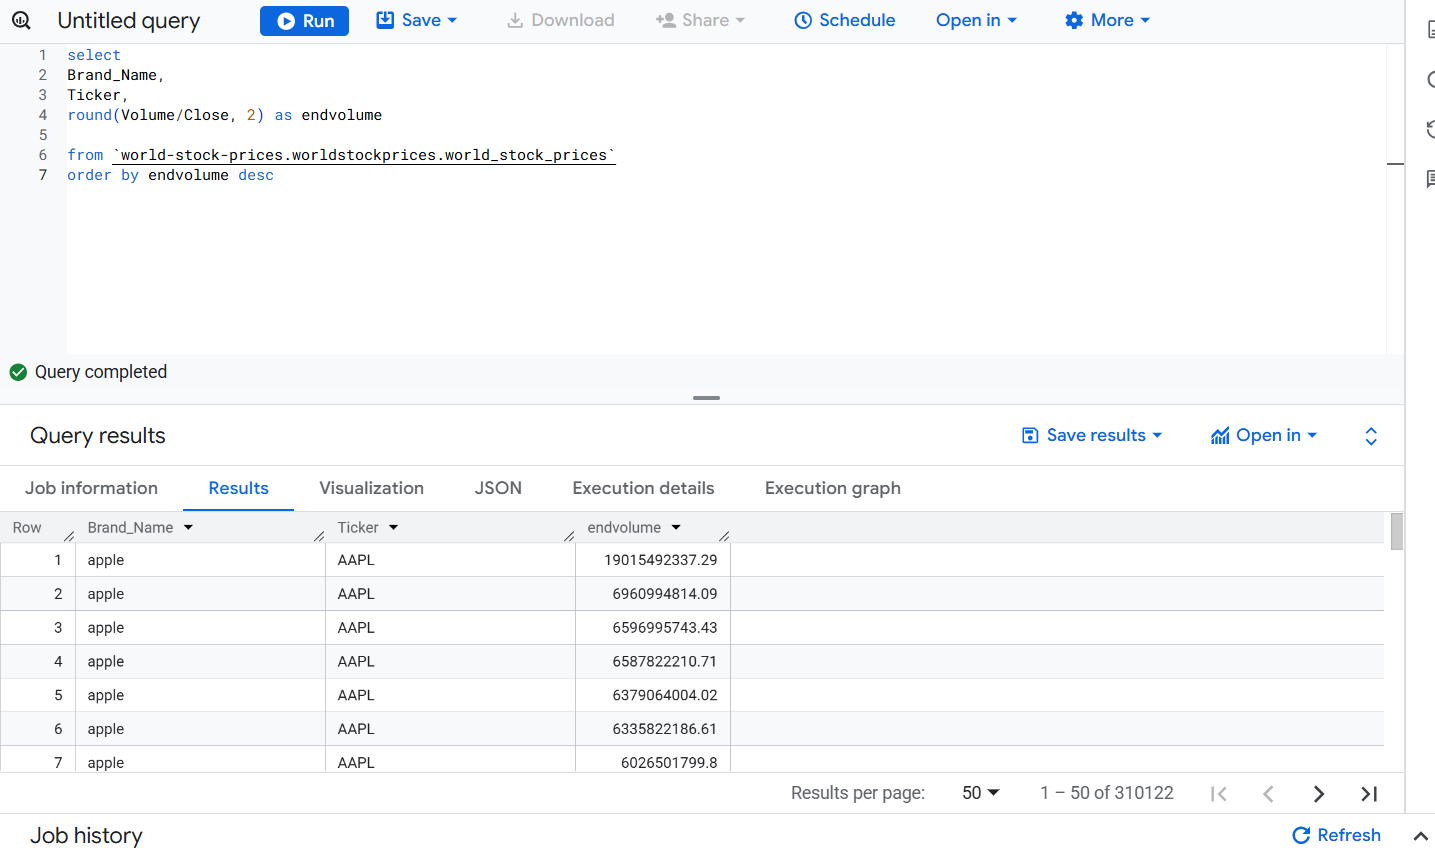 Untitled query Run Save Download Share Schedule Open in More
1 select
2 Brand_Name,
3 Ticker,
4 round(Volume/Close, 2) as endvolume
5
6 from `world-stock-prices.worldstockprices.world_stock_prices`
7 order by endvolume desc
Query completed
Query results Save results Open in
Job information Results Visualization JSON Execution details Execution graph
Row Brand_Name Ticker endvolume
1 apple AAPL 19015492337.29
2 apple AAPL 6960994814.09
3 apple AAPL 6596995743.43
4 apple AAPL 6587822210.71
5 apple AAPL 6379064004.02
6 apple AAPL 6335822186.61
7 apple AAPL 6026501799.8
Results per page: 50 1 – 50 of 310122
Job history Refresh